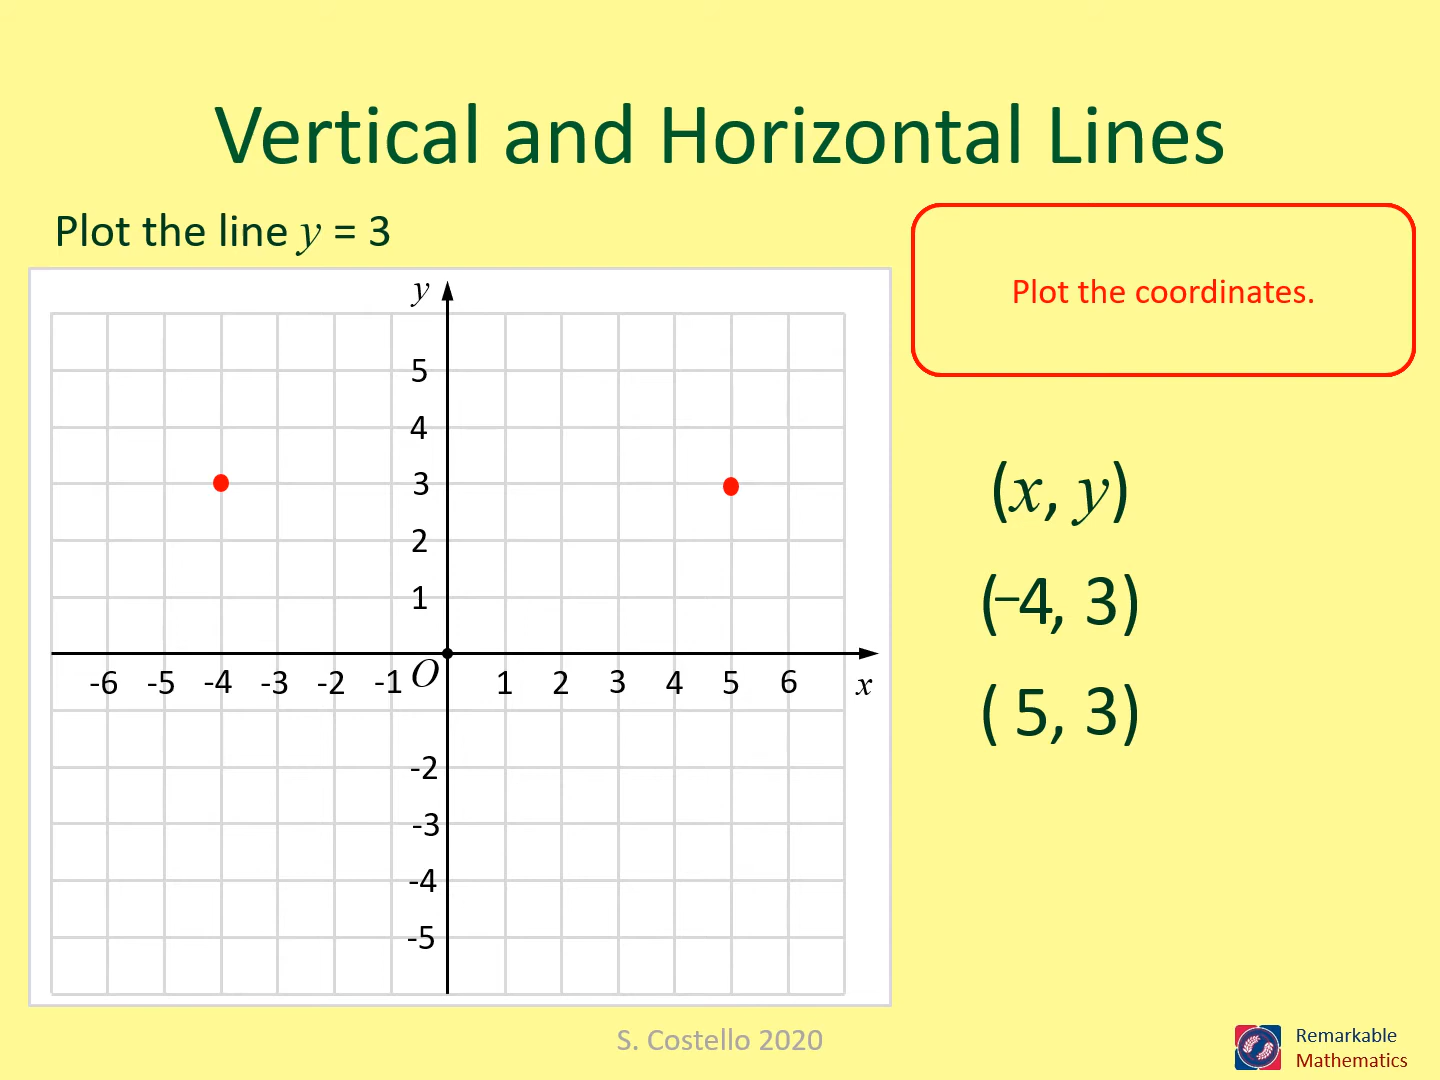 Vertical and Horizontal Lines
Plot the line y = 3
Plot the coordinates.
y
5
4
3
2
1
-6 -5 -4 -3 -2 -1 O 1 2 3 4 5 6 x
-2
-3
-4
-5
(x, y)
(−4, 3)
( 5, 3)
S. Costello 2020
Remarkable
Mathematics